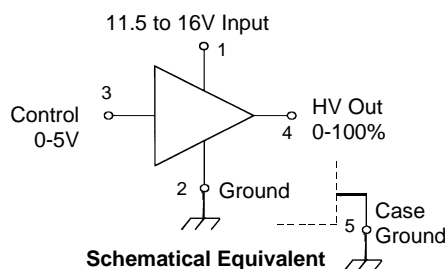 11.5 to 16V Input
1
3
Control
0-5V
HV Out
4
0-100%
2
Ground
Case
5
Ground
Schematical Equivalent